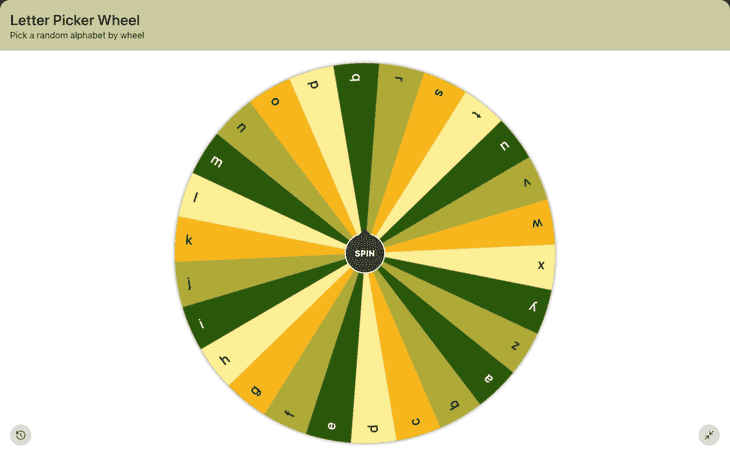 Letter Picker Wheel
Pick a random alphabet by wheel
a
b
c
d
e
f
g
h
i
j
k
l
m
n
o
p
q
r
s
t
u
v
w
x
y
z
SPIN